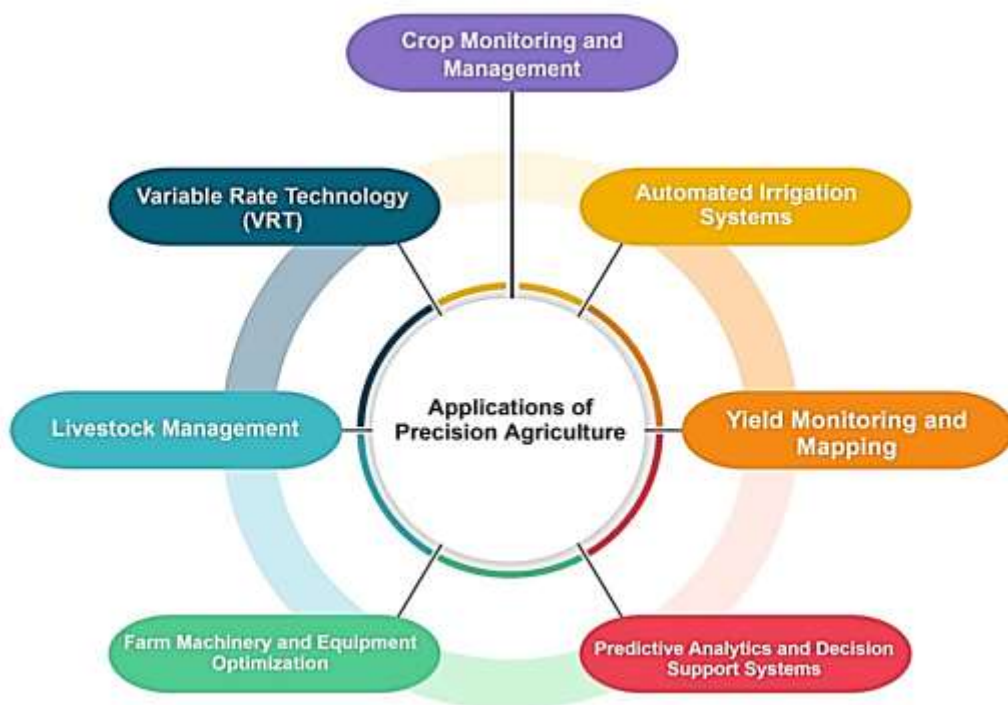 Crop Monitoring and
Management
Variable Rate Technology
(VRT)
Automated Irrigation
Systems
Applications of
Precision Agriculture
Livestock Management
Yield Monitoring and
Mapping
Farm Machinery and Equipment
Optimization
Predictive Analytics and Decision
Support Systems